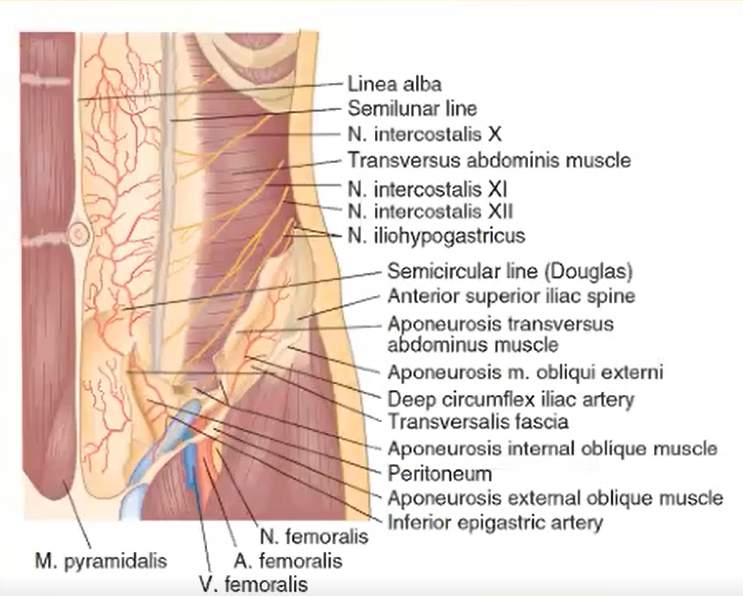 Linea alba
Semilunar line
N. intercostalis X
Transversus abdominis muscle
N. intercostalis XI
N. intercostalis XII
N. iliohypogastricus
Semicircular line (Douglas)
Anterior superior iliac spine
Aponeurosis transversus
abdominus muscle
Aponeurosis m. obliqui externi
Deep circumflex iliac artery
Transversalis fascia
Aponeurosis internal oblique muscle
Peritoneum
Aponeurosis external oblique muscle
Inferior epigastric artery
N. femoralis
A. femoralis
V. femoralis
M. pyramidalis